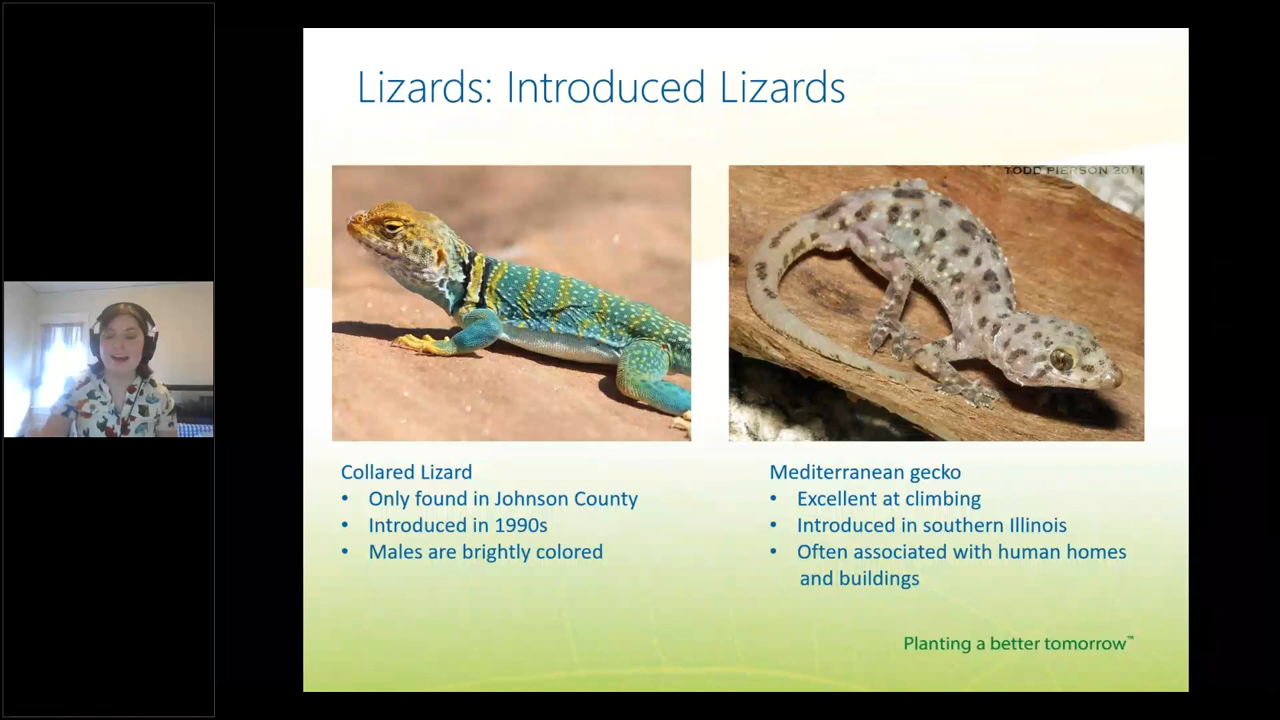 Lizards: Introduced Lizards
TODD PIERSON 2011
Collared Lizard
• Only found in Johnson County
• Introduced in 1990s
• Males are brightly colored
Mediterranean gecko
• Excellent at climbing
• Introduced in southern Illinois
• Often associated with human homes
and buildings
Planting a better tomorrow™